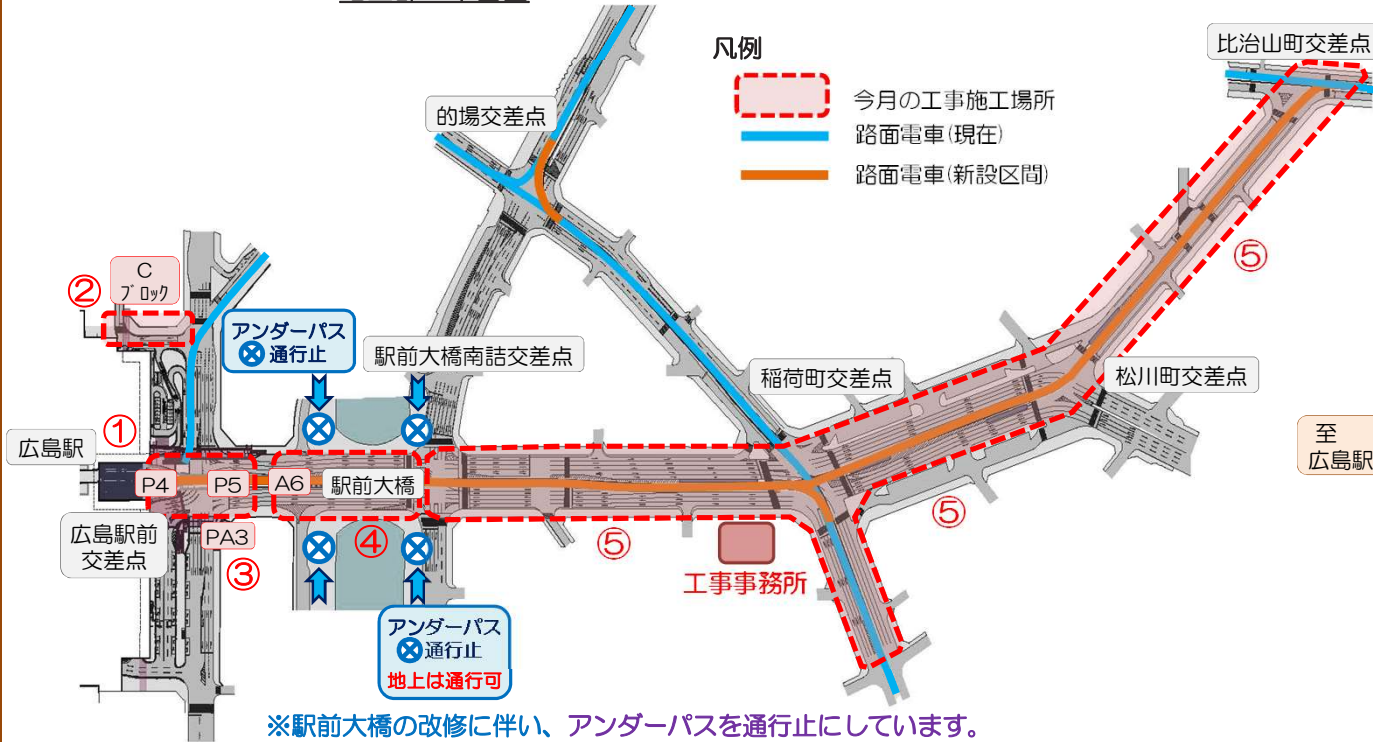 凡例
今月の工事施工場所
路面電車(現在)
路面電車(新設区間)
比治山町交差点
的場交差点
②
C
ブロック
アンダーパス
通行止
駅前大橋南詰交差点
稲荷町交差点
松川町交差点
⑤
①
広島駅
P4
P5
A6
駅前大橋
至
広島駅
広島駅前
交差点
PA3
③
④
⑤
⑤
工事事務所
アンダーパス
通行止
地上は通行可
※駅前大橋の改修に伴い、アンダーパスを通行止にしています。